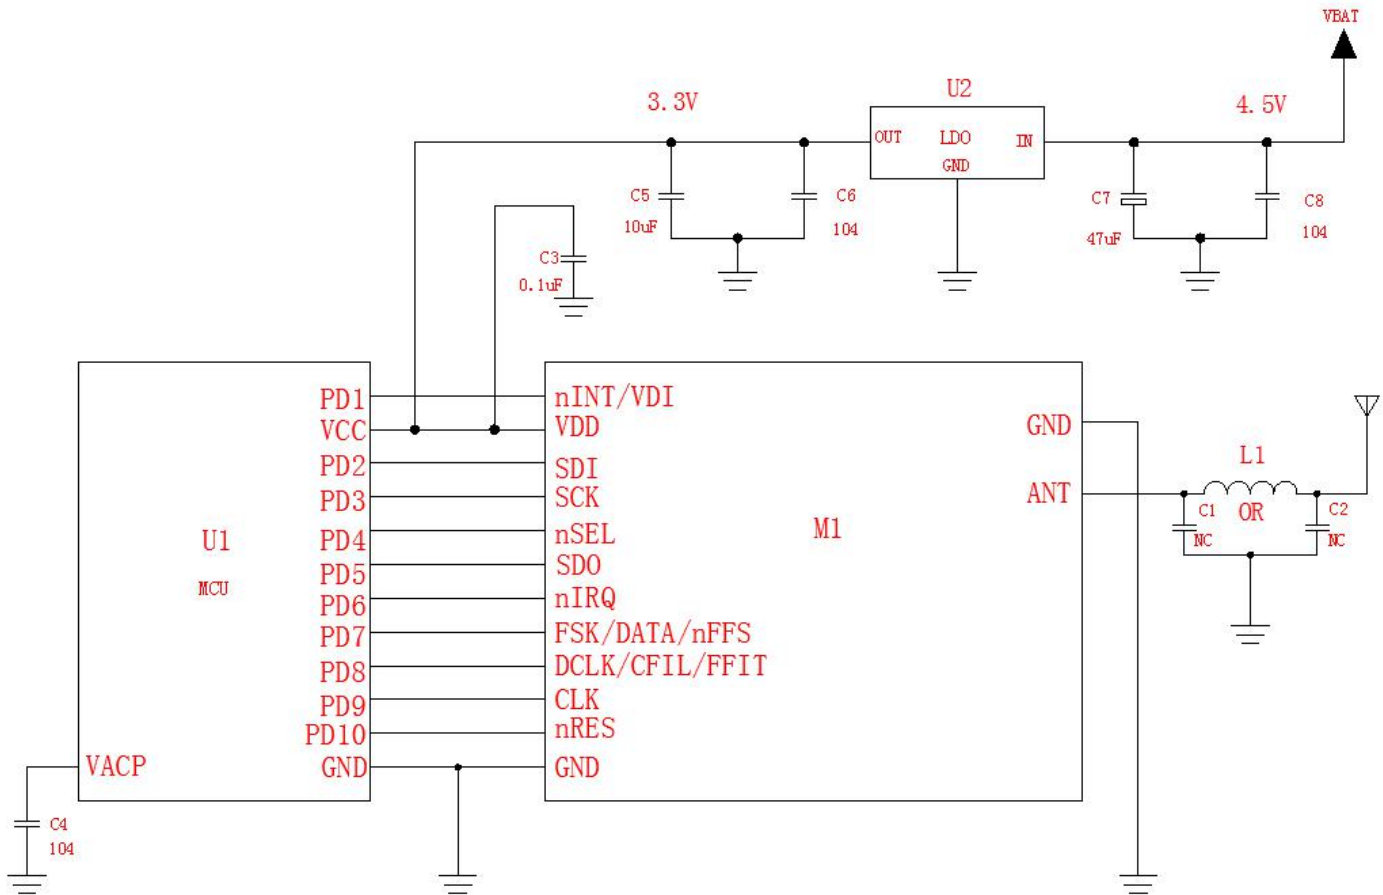 VBAT
U2
3.3V
4.5V
OUT
LDO
IN
GND
C5
C6
C7
C8
10uF
104
47uF
104
C3
0.1uF
PD1
nINT/VDI
VCC
VDD
GND
PD2
SDI
L1
PD3
SCK
ANT
C1
OR
C2
U1
PD4
nSEL
M1
NC
NC
PD5
SDO
MCU
PD6
nIRQ
PD7
FSK/DATA/nFFS
PD8
DCLK/CFIL/FFIT
PD9
CLK
PD10
nRES
VACP
GND
GND
C4
104